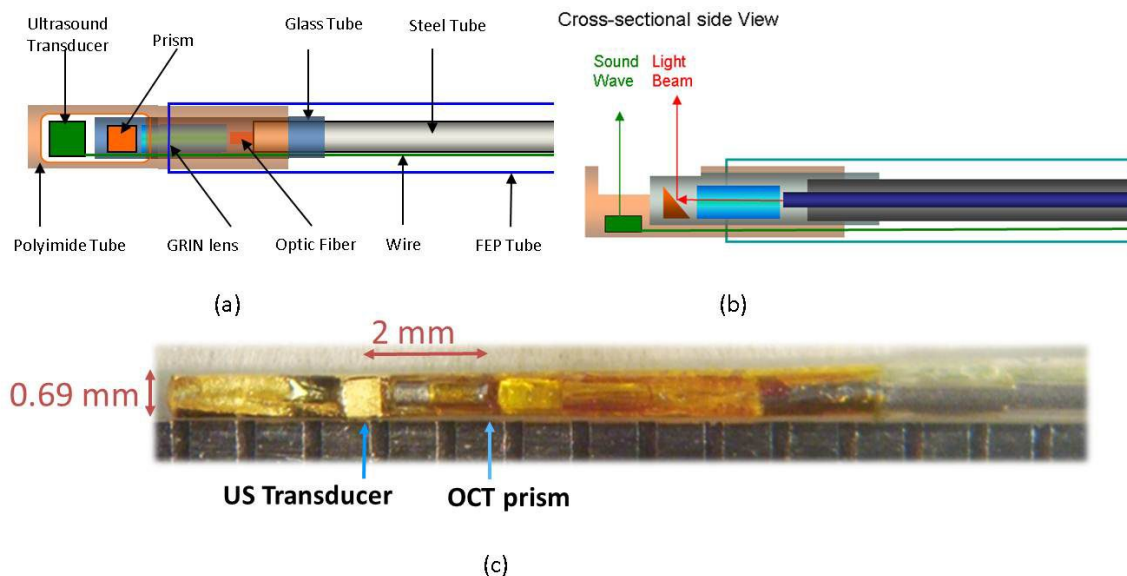 Ultrasound
Transducer
Prism
Glass Tube
Steel Tube
Polyimide Tube
GRIN lens
Optic Fiber
Wire
FEP Tube
(a)
Cross-sectional side View
Sound
Wave
Light
Beam
(b)
2 mm
0.69 mm
US Transducer
OCT prism
(c)